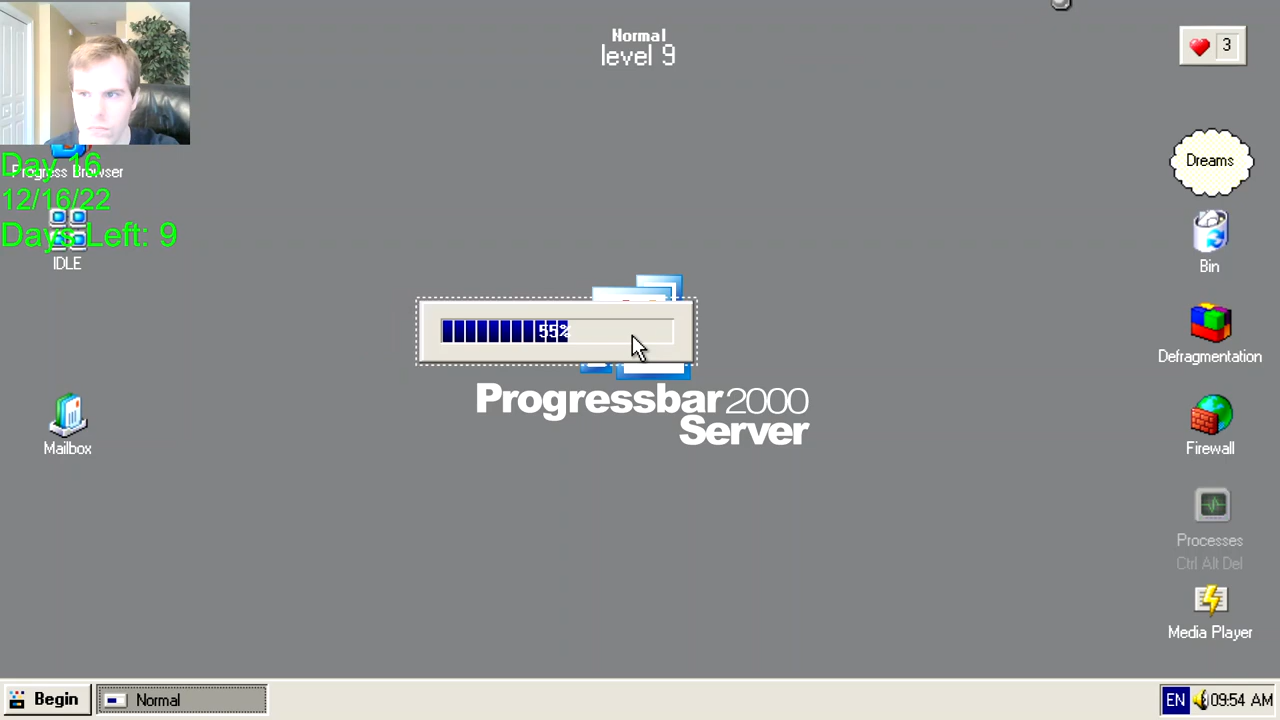 Normal
level 9
3
Day 16
Progress Browser
12/16/22
Days Left: 9
IDLE
Dreams
Bin
55%
Defragmentation
Progressbar2000
Server
Mailbox
Firewall
Processes
Ctrl Alt Del
Media Player
Begin
Normal
EN
09:54 AM